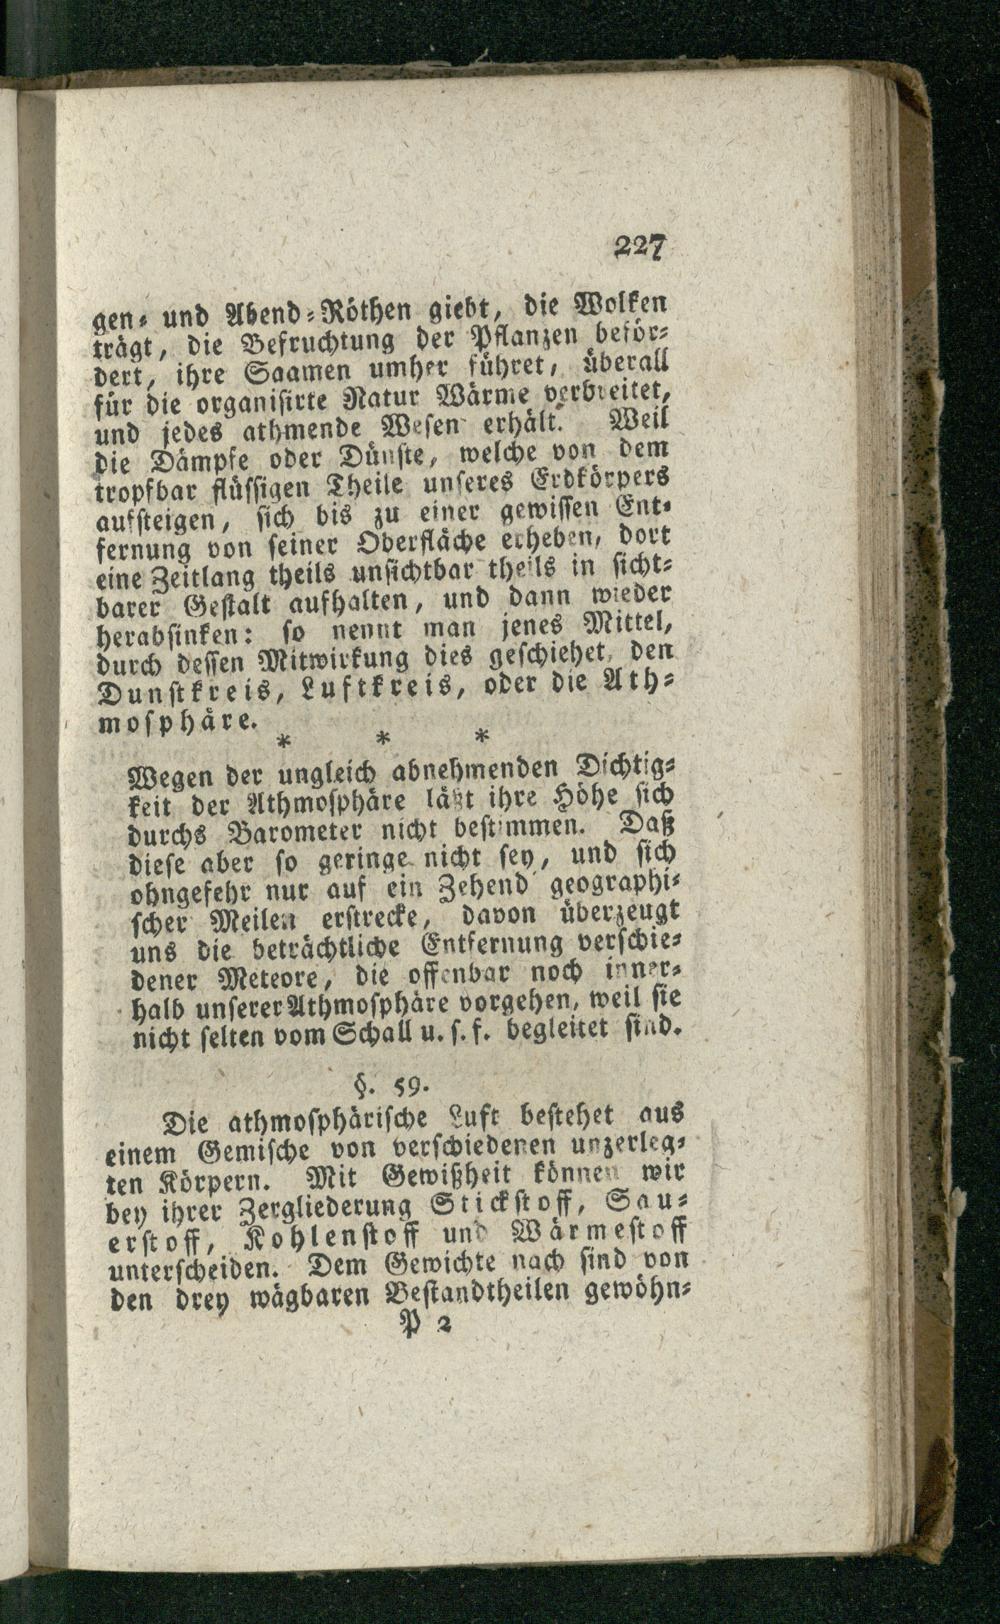 227
gen- und Abend-Röthen giebt, die Wolken
trägt, die Befruchtung der Pflanzen beför-
dert, ihre Saamen umher führet, überall
für die organisirte Natur Wärme verbreitet,
und jedes athmende Wesen erhält. Weil
die Dämpfe oder Dünste, welche von dem
tropfbar flüssigen Theile unseres Erdkörpers
aufsteigen, sich bis zu einer gewissen Ent-
fernung von seiner Oberfläche erheben, dort
eine Zeitlang theils unsichtbar theils in sicht-
barer Gestalt aufhalten, und dann wieder
herabsinken: so nennt man jenes Mittel,
durch dessen Mitwirkung dies geschiehet, den
Dunstkreis, Luftkreis, oder die Ath-
mosphäre.
* * *
Wegen der ungleich abnehmenden Dichtig-
keit der Athmosphäre läßt ihre Höhe sich
durchs Barometer nicht bestimmen. Daß
diese aber so geringe nicht sey, und sich
ohngefehr nur auf ein Zehend geographi-
scher Meilen erstrecke, davon überzeugt
uns die beträchtliche Entfernung verschie-
dener Meteore, die offenbar noch inner-
halb unserer Athmosphäre vorgehen, weil sie
nicht selten vom Schall u. s. f. begleitet sind.
§. 59.
Die athmosphärische Luft bestehet aus
einem Gemische von verschiedenen unzerleg-
ten Körpern. Mit Gewißheit können wir
bey ihrer Zergliederung Stickstoff, Sau-
erstoff, Kohlenstoff und Wärmestoff
unterscheiden. Dem Gewichte nach sind von
den drey wägbaren Bestandtheilen gewöhn-
P 2